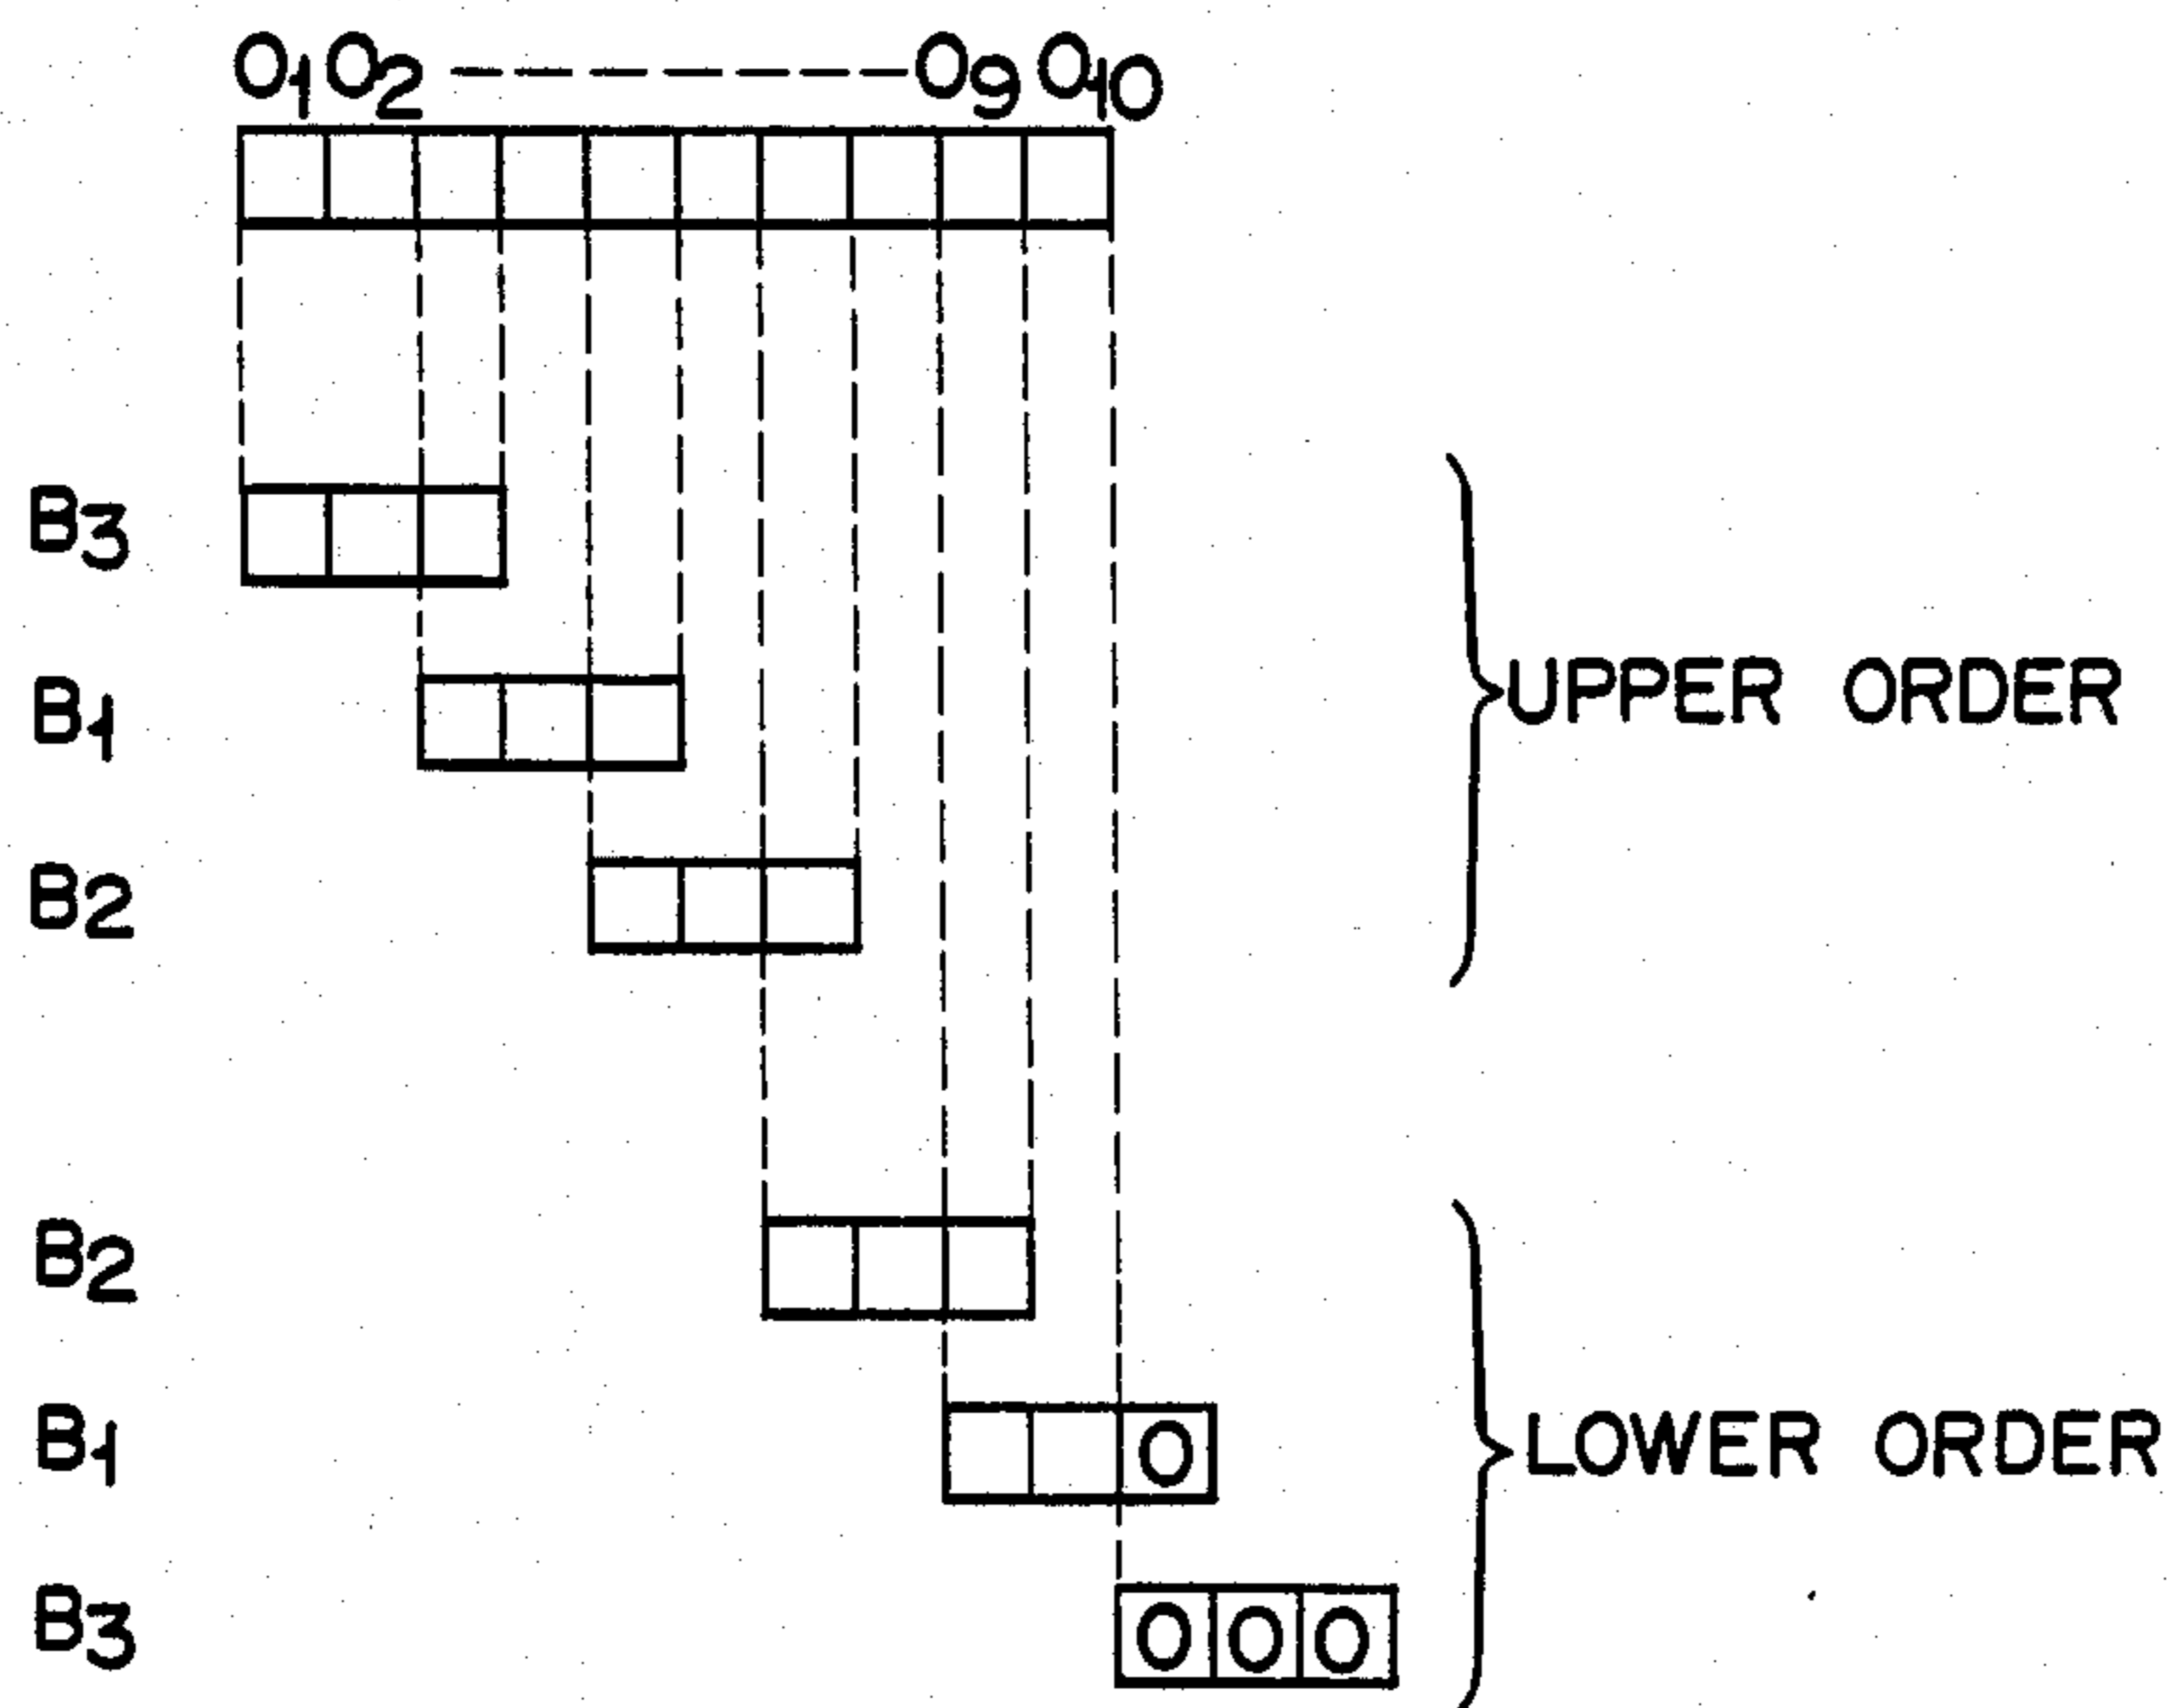 O1 O2 ---------- O9 O10
B3
B1
UPPER ORDER
B2
B2
B1 0
LOWER ORDER
B3 0 0 0